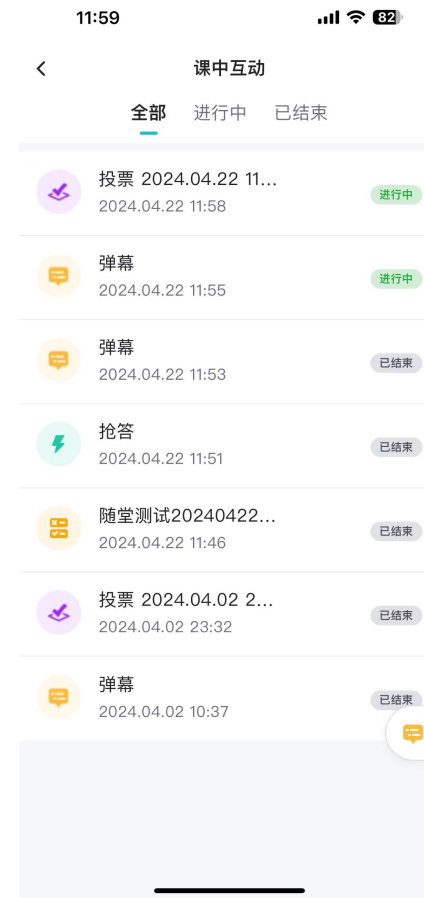 11:59
82
课中互动
全部 进行中 已结束
投票 2024.04.22 11...
2024.04.22 11:58
进行中
弹幕
2024.04.22 11:55
进行中
弹幕
2024.04.22 11:53
已结束
抢答
2024.04.22 11:51
已结束
随堂测试20240422...
2024.04.22 11:46
已结束
投票 2024.04.02 2...
2024.04.02 23:32
已结束
弹幕
2024.04.02 10:37
已结束